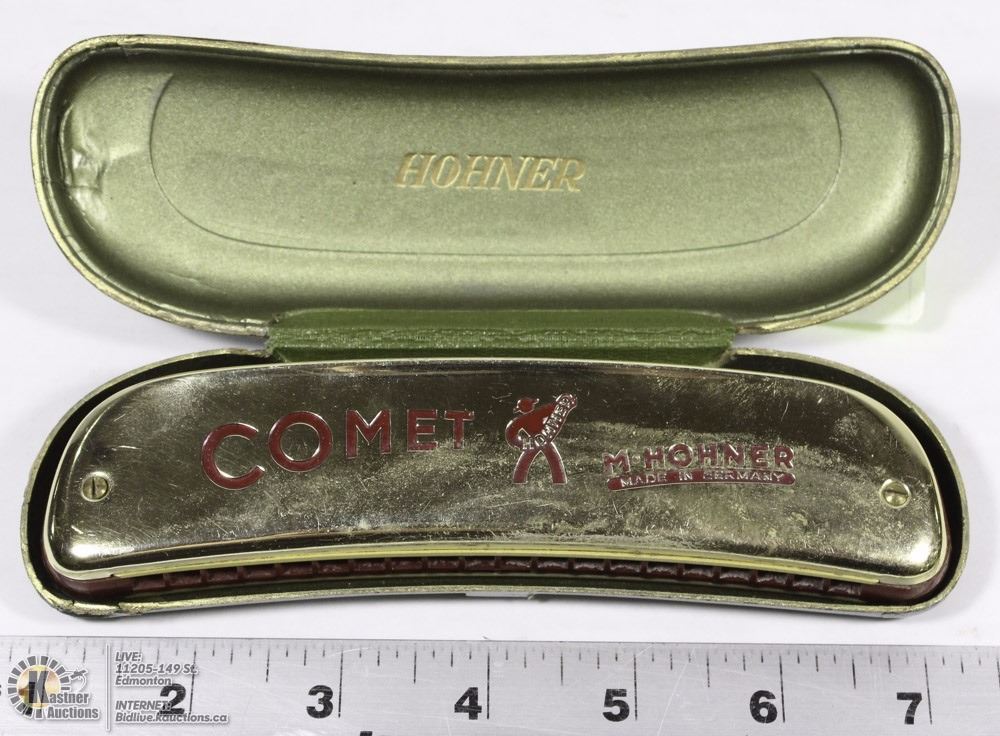 HOHNER
COMET
HOHNER
M. HOHNER
MADE IN GERMANY
1 2 3 4 5 6 7
Kastner
Auctions
LIVE:
11205-149 St.
Edmonton
INTERNET:
Bidlive.kauctions.ca